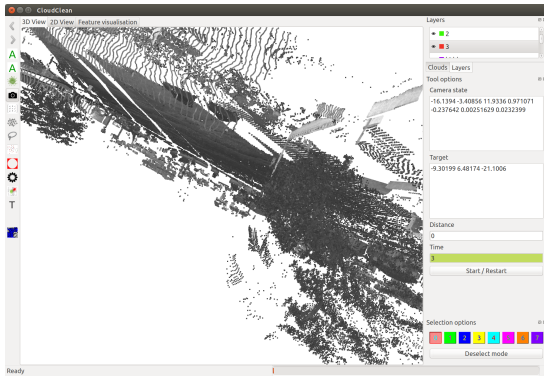 CloudClean
3D View 2D View Feature visualisation
Layers
2
3
Clouds Layers
Tool options
Camera state
-16.1394 -3.40856 11.9336 0.971071
-0.237642 0.00251629 0.0232399
Target
-9.30199 6.48174 -21.1006
Distance
0
Time
3
Start / Restart
A
A
T
Selection options
1 2 3 4 5 6 7
Deselect mode
Ready